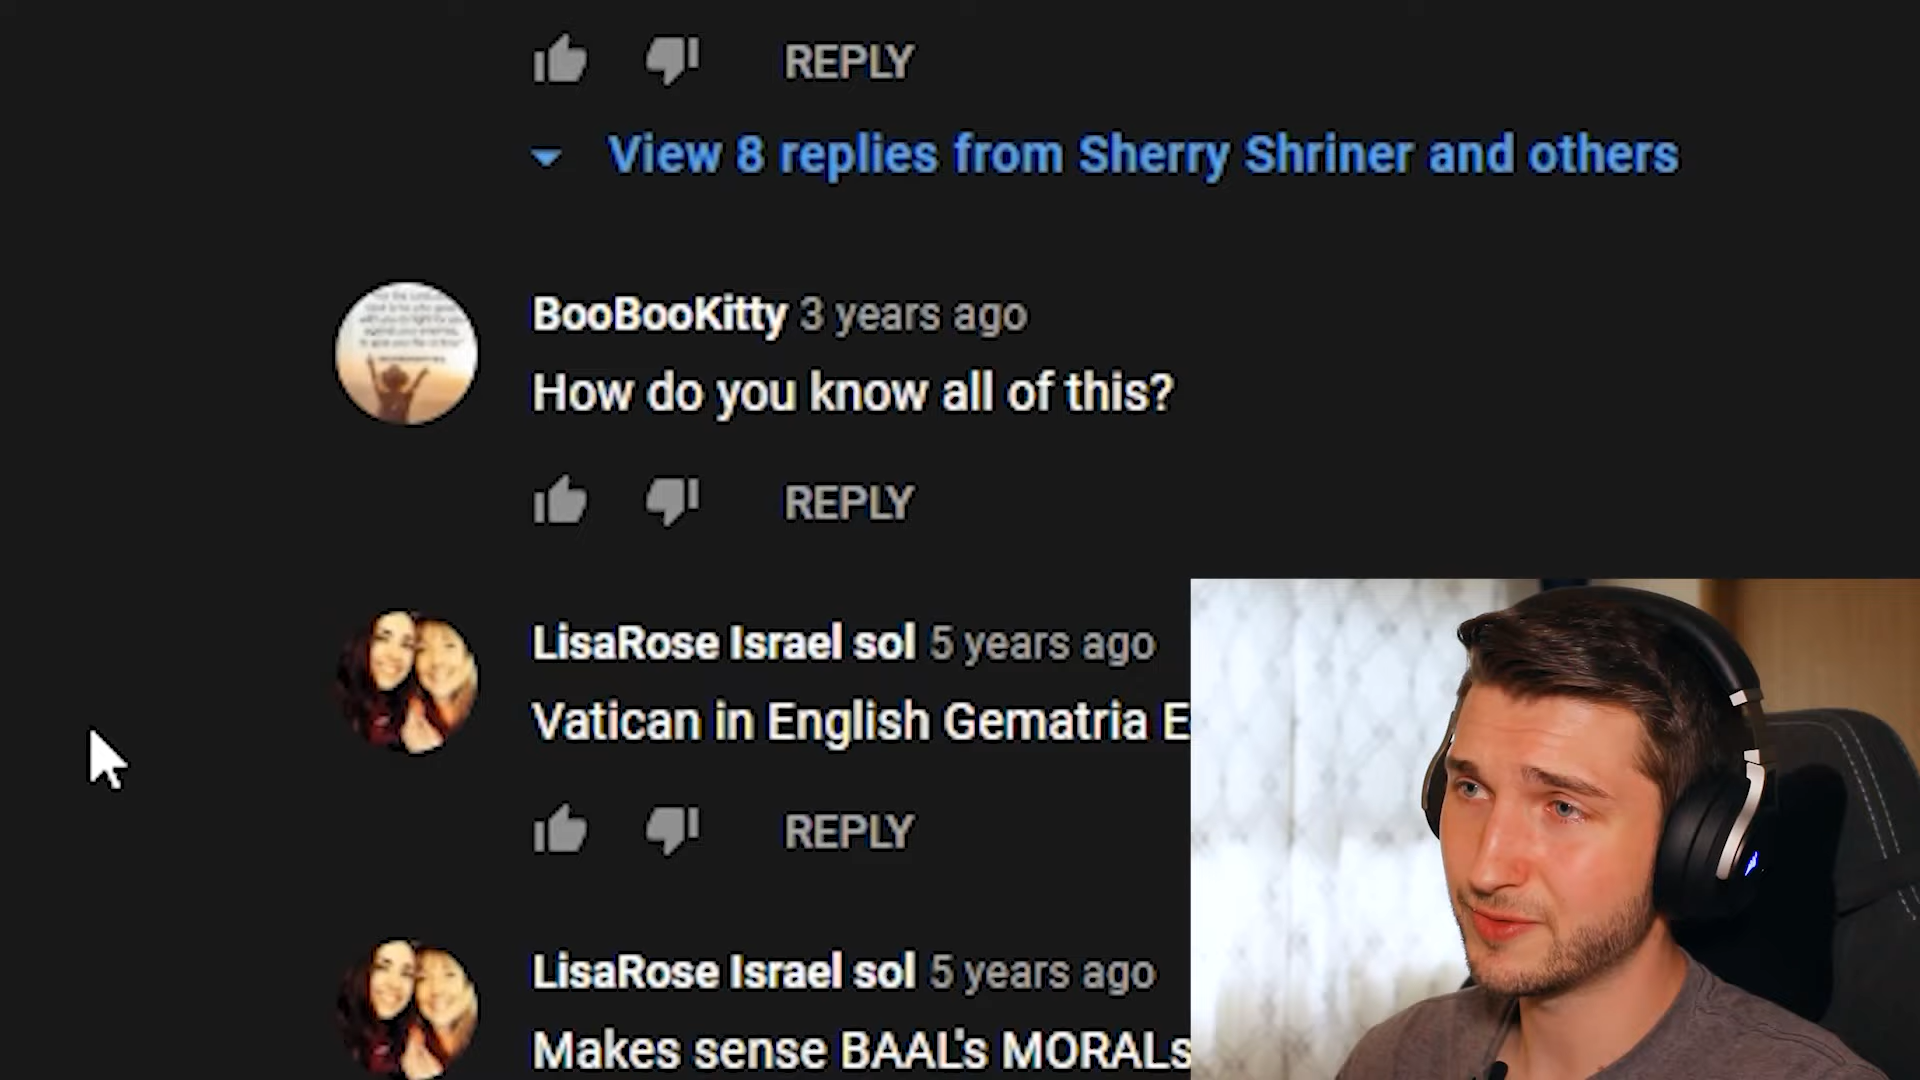 REPLY
View 8 replies from Sherry Shriner and others
BooBooKitty 3 years ago
How do you know all of this?
REPLY
LisaRose Israel sol 5 years ago
Vatican in English Gematria E
REPLY
LisaRose Israel sol 5 years ago
Makes sense BAAL's MORALs